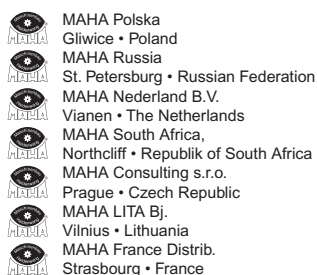 MAHA Polska
Gliwice • Poland
MAHA Russia
St. Petersburg • Russian Federation
MAHA Nederland B.V.
Vianen • The Netherlands
MAHA South Africa,
Northcliff • Republik of South Africa
MAHA Consulting s.r.o.
Prague • Czech Republic
MAHA LITA Bj.
Vilnius • Lithuania
MAHA France Distrib.
Strasbourg • France